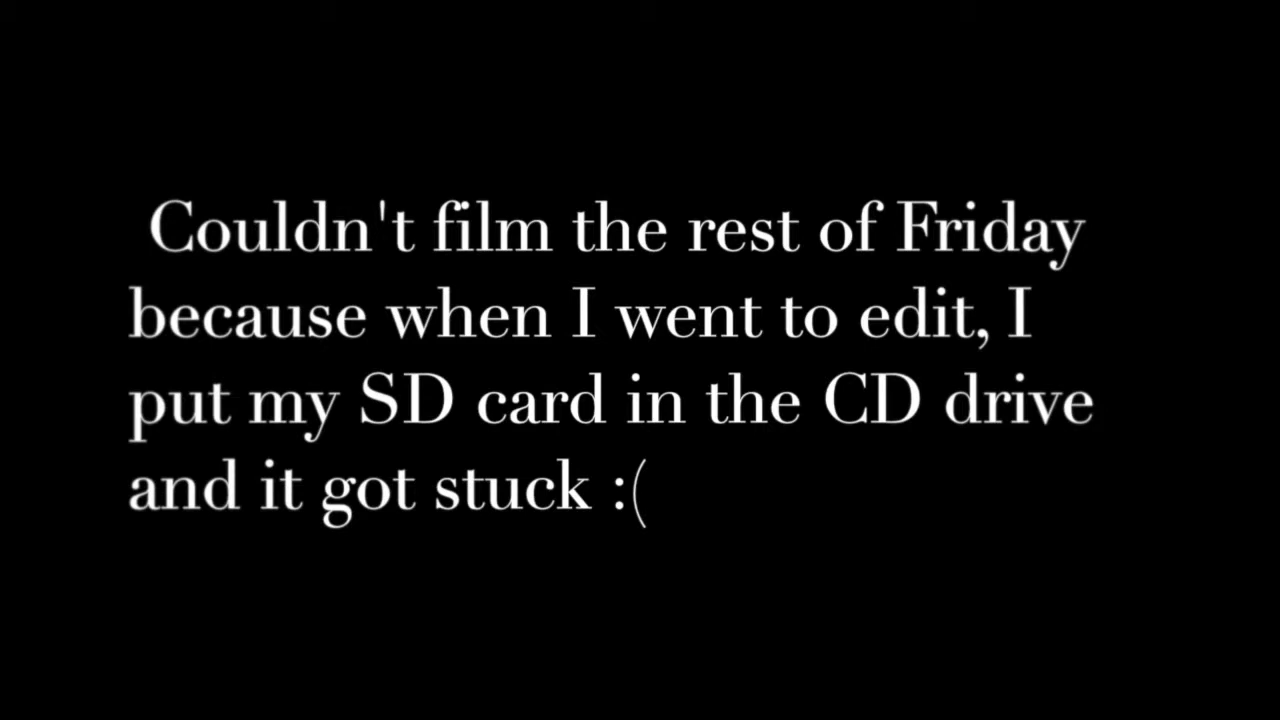 Couldn't film the rest of Friday
because when I went to edit, I
put my SD card in the CD drive
and it got stuck :(